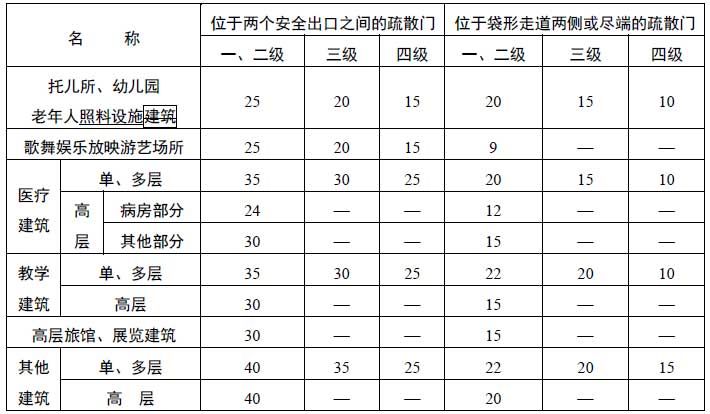 名 称 位于两个安全出口之间的疏散门 位于袋形走道两侧或尽端的疏散门
一、二级 三级 四级 一、二级 三级 四级
托儿所、幼儿园
老年人照料设施建筑 25 20 15 20 15 10
歌舞娱乐放映游艺场所 25 20 15 9 — —
医疗建筑 单、多层 35 30 25 20 15 10
高层 病房部分 24 — — 12 — —
其他部分 30 — — 15 — —
教学建筑 单、多层 35 30 25 22 20 10
高层 30 — — 15 — —
高层旅馆、展览建筑 30 — — 15 — —
其他建筑 单、多层 40 35 25 22 20 15
高 层 40 — — 20 — —